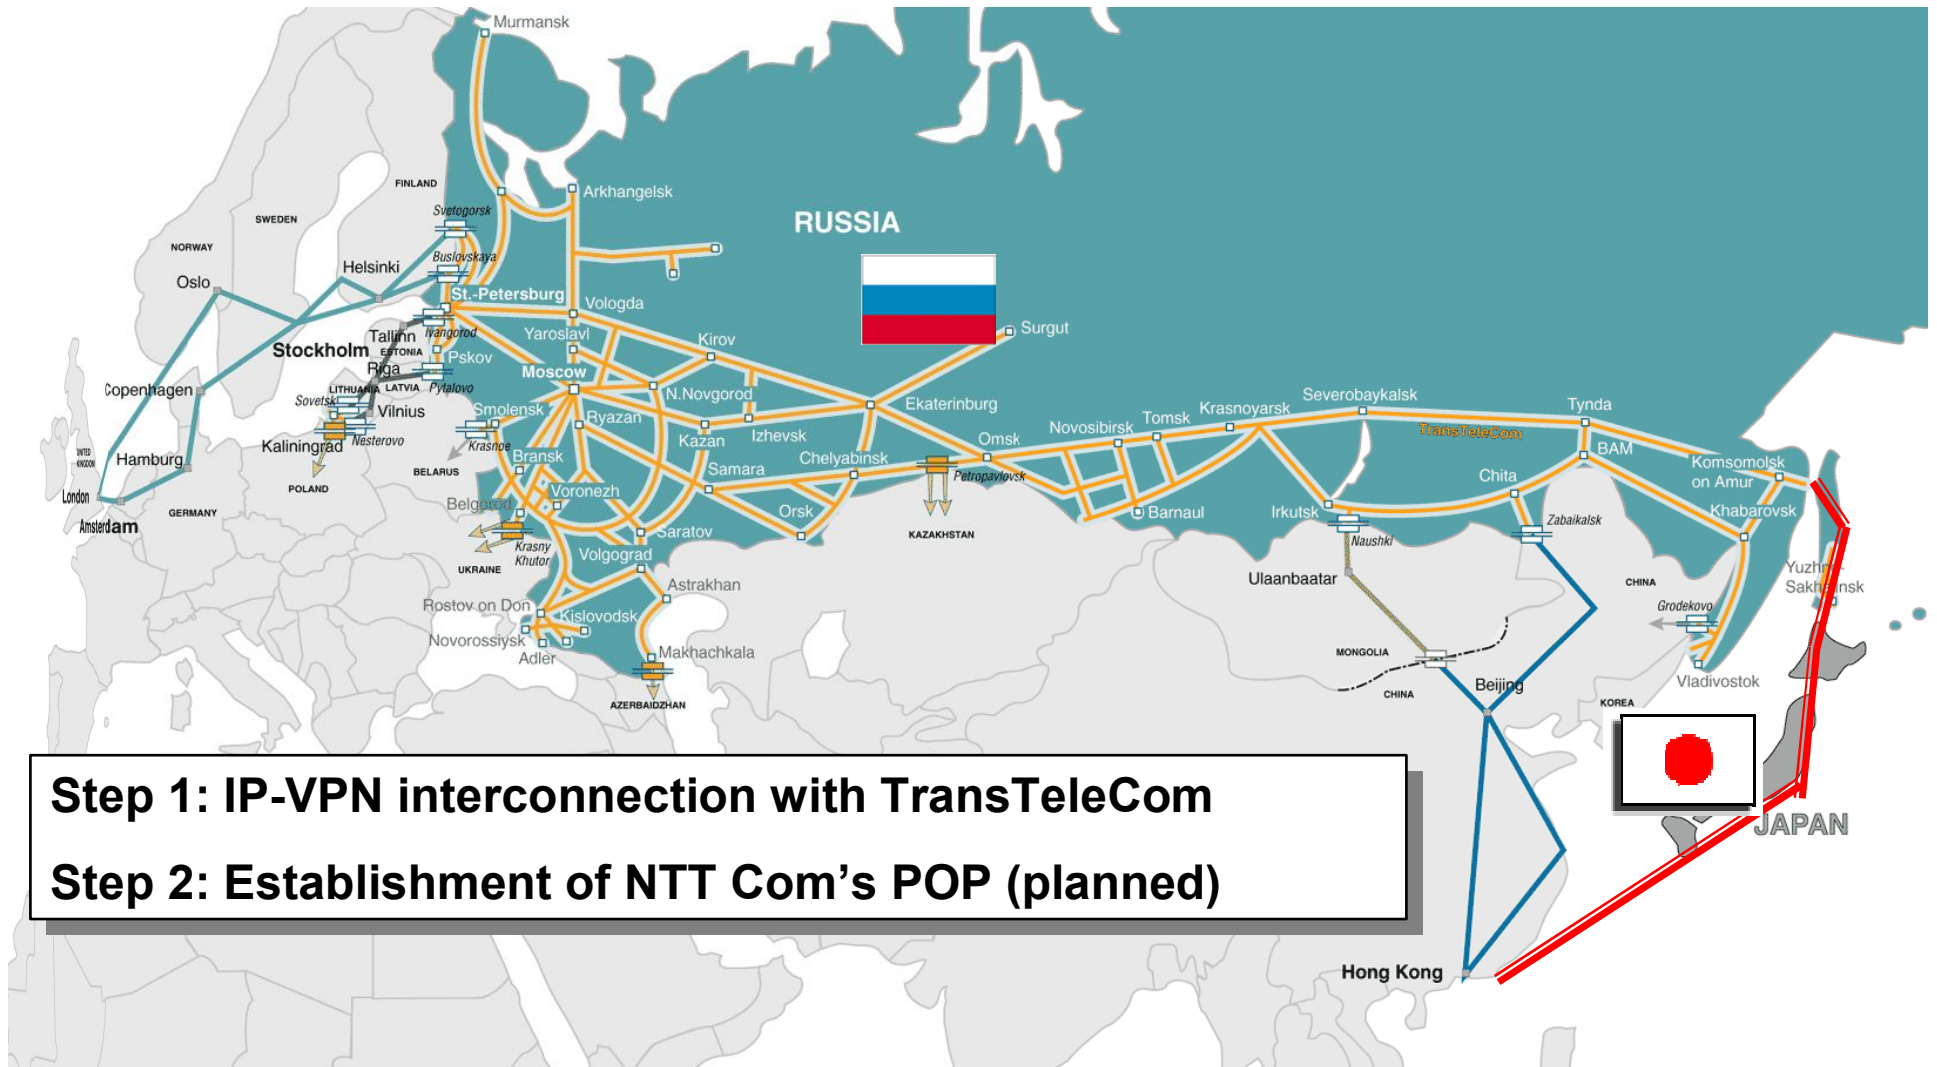 Murmansk
FINLAND
Arkhangelsk
Svetogorsk
RUSSIA
SWEDEN
NORWAY
Buslovskaya
Helsinki
Oslo
St.-Petersburg
Vologda
Surgut
Tallinn
Ivangorod
Yaroslavl
Kirov
Stockholm
ESTONIA
Pskov
Riga
Moscow
Copenhagen
LITHUANIA
LATVIA
Pytalovo
N.Novgorod
Severobaykalsk
Sovetsk
Vilnius
Smolensk
Ryazan
Ekaterinburg
Krasnoyarsk
Tynda
Tomsk
Novosibirsk
TransTeleCom
Kaliningrad
Nesterovo
Krasnoe
Kazan
Izhevsk
Omsk
BAM
UNITED
KINGDOM
Hamburg
Bransk
Chelyabinsk
Samara
Petropavlovsk
Komsomolsk
on Amur
BELARUS
Chita
London
POLAND
Voronezh
Belgorod
Orsk
Barnaul
Irkutsk
Khabarovsk
Amsterdam
GERMANY
Zabaikalsk
Saratov
KAZAKHSTAN
Naushki
Krasny
Khutor
Volgograd
UKRAINE
Ulaanbaatar
CHINA
Yuzhno-
Sakhalinsk
Astrakhan
Rostov on Don
Kislovodsk
Grodekovo
Novorossiysk
Adler
Makhachkala
MONGOLIA
Vladivostok
Beijing
CHINA
KOREA
AZERBAIDZHAN
Step 1: IP-VPN interconnection with TransTeleCom
JAPAN
Step 2: Establishment of NTT Com’s POP (planned)
Hong Kong